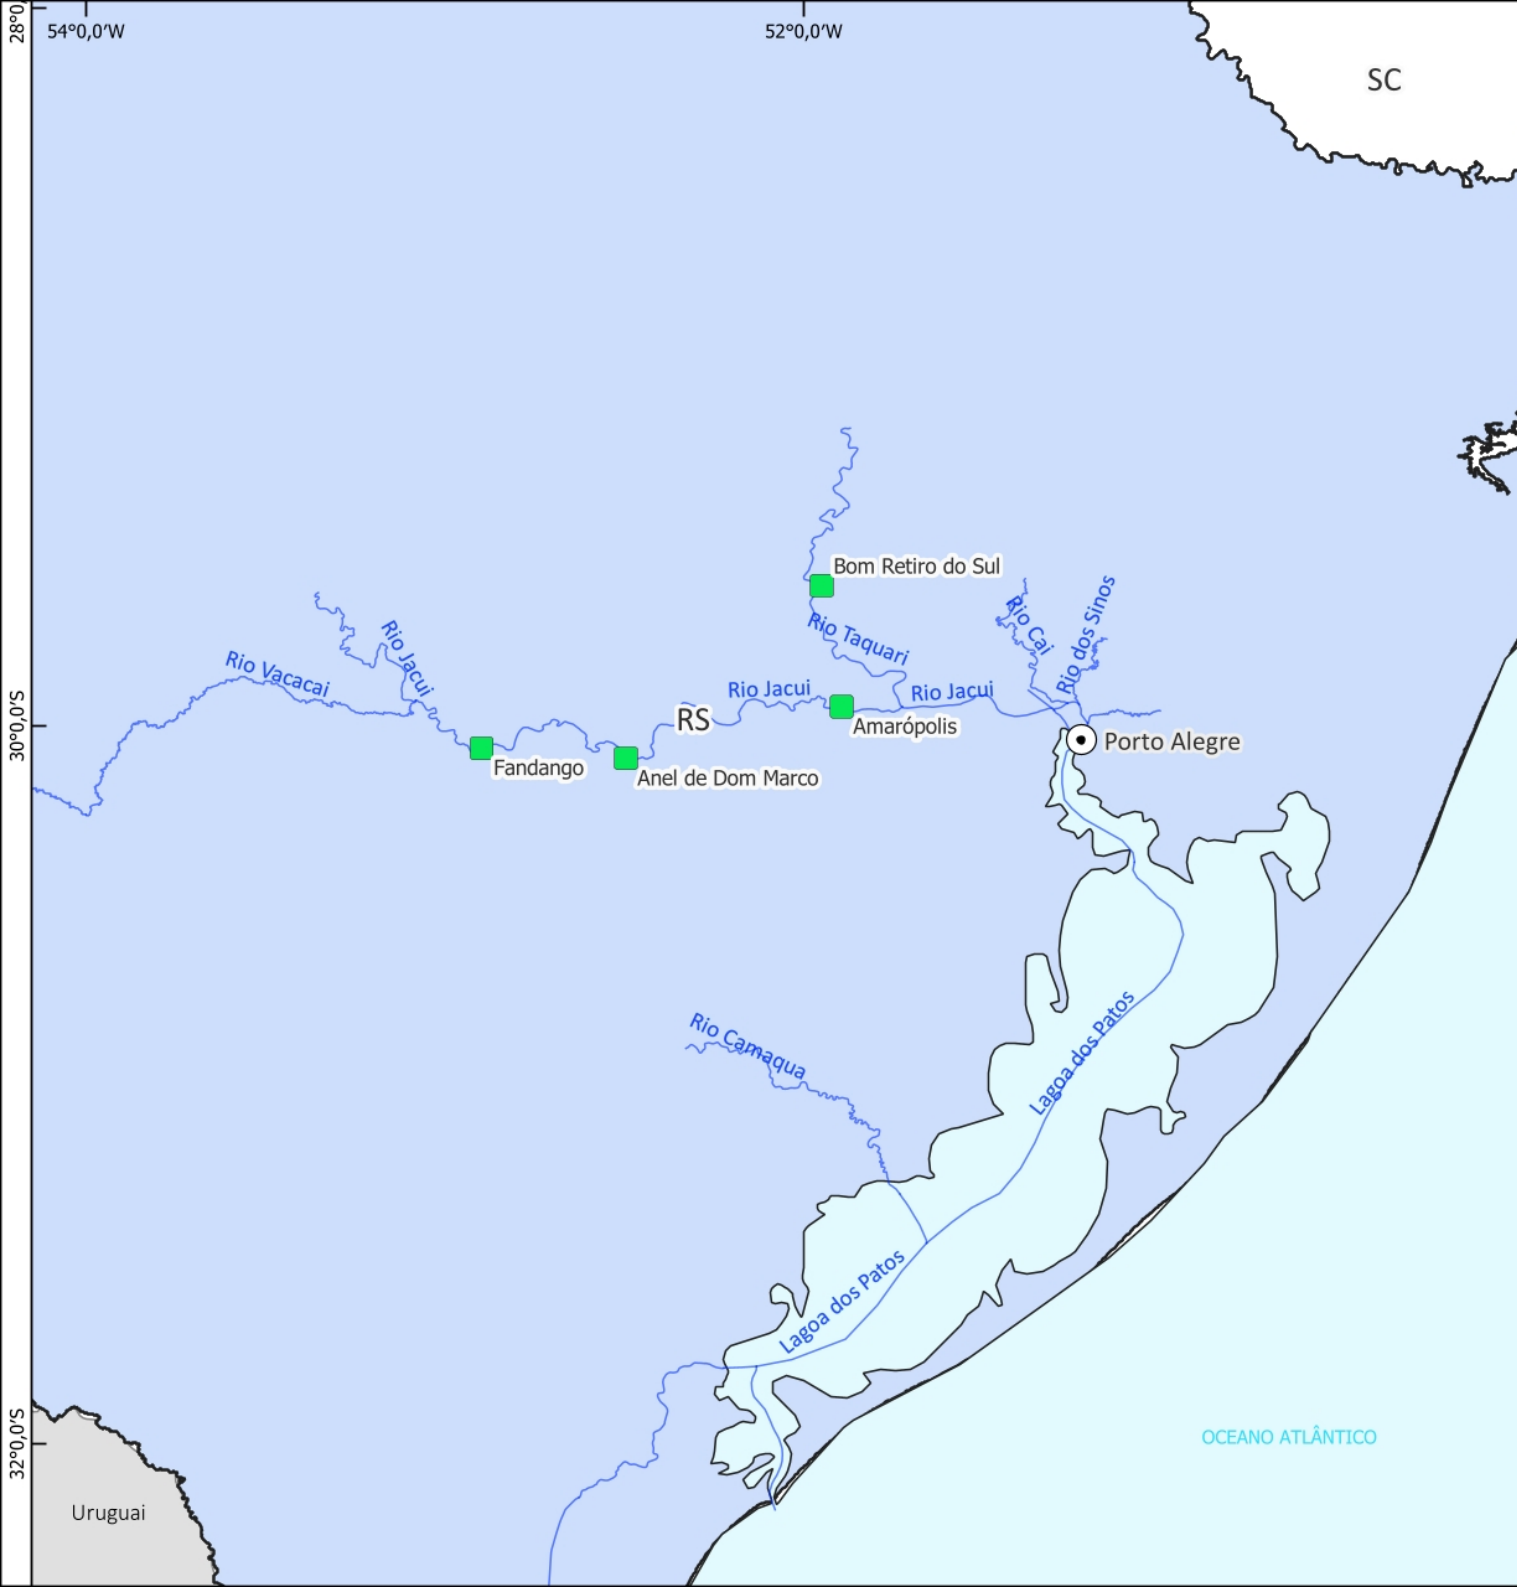 28°0,
54°0,0'W
52°0,0'W
SC
Bom Retiro do Sul
Rio Cai
Rio dos Sinos
Rio Taquari
Rio Jacui
Rio Vacacai
Rio Jacui
Rio Jacui
RS
30°0,0'S
Amarópolis
Porto Alegre
Fandango
Anel de Dom Marco
Lagoa dos Patos
Rio Camaqua
Lagoa dos Patos
32°0,0'S
OCEANO ATLÂNTICO
Uruguai